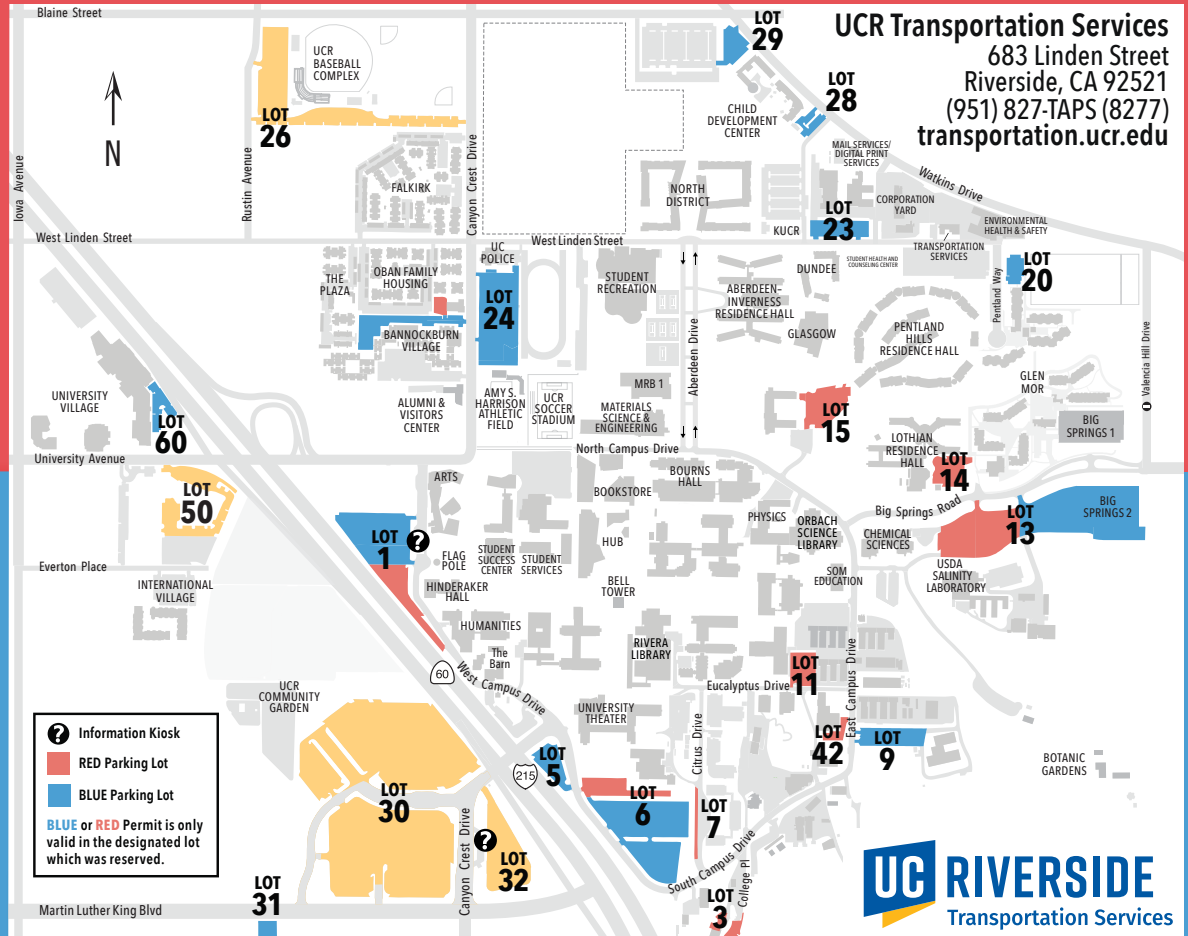 Blaine Street
UCR Transportation Services
683 Linden Street
Riverside, CA 92521
(951) 827-TAPS (8277)
transportation.ucr.edu
LOT
29
UCR
BASEBALL
COMPLEX
LOT
28
CHILD
DEVELOPMENT
CENTER
LOT
26
N
MAIL SERVICES/
DIGITAL PRINT
SERVICES
Watkins Drive
Iowa Avenue
Rustin Avenue
Canyon Crest Drive
FALKIRK
NORTH
DISTRICT
CORPORATION
YARD
LOT
23
KUCR
ENVIRONMENTAL
HEALTH & SAFETY
TRANSPORTATION
SERVICES
West Linden Street
West Linden Street
UC
POLICE
THE
PLAZA
OBAN FAMILY
HOUSING
STUDENT
RECREATION
DUNDEE
STUDENT HEALTH AND
COUNSELING CENTER
LOT
20
Pentland Way
LOT
24
ABERDEEN–
INVERNESS
RESIDENCE HALL
BANNOCKBURN
VILLAGE
GLASGOW
PENTLAND
HILLS
RESIDENCE HALL
Aberdeen Drive
Valencia Hill Drive
GLEN
MOR
MRB 1
UNIVERSITY
VILLAGE
LOT
60
ALUMNI &
VISITORS
CENTER
AMY S.
HARRISON
ATHLETIC
FIELD
UCR
SOCCER
STADIUM
MATERIALS
SCIENCE &
ENGINEERING
LOT
15
BIG
SPRINGS 1
LOTHIAN
RESIDENCE
HALL
LOT
14
University Avenue
North Campus Drive
ARTS
BOURNS
HALL
BOOKSTORE
LOT
50
Big Springs Road
BIG
SPRINGS 2
LOT
13
PHYSICS
ORBACH
SCIENCE
LIBRARY
CHEMICAL
SCIENCES
LOT
1
?
FLAG
POLE
STUDENT
SUCCESS
CENTER
STUDENT
SERVICES
HUB
Everton Place
INTERNATIONAL
VILLAGE
HINDERAKER
HALL
BELL
TOWER
SOM
EDUCATION
USDA
SALINITY
LABORATORY
HUMANITIES
The
Barn
RIVERA
LIBRARY
60
West Campus Drive
LOT
11
Eucalyptus Drive
East Campus Drive
UCR
COMMUNITY
GARDEN
UNIVERSITY
THEATER
Citrus Drive
LOT
42
LOT
9
BOTANIC
GARDENS
? Information Kiosk
RED Parking Lot
BLUE Parking Lot
BLUE or RED Permit is only
valid in the designated lot
which was reserved.
215
LOT
5
LOT
30
LOT
6
LOT
7
Canyon Crest Drive
?
LOT
32
South Campus Drive
College Pl
LOT
3
LOT
31
Martin Luther King Blvd
UC RIVERSIDE
Transportation Services